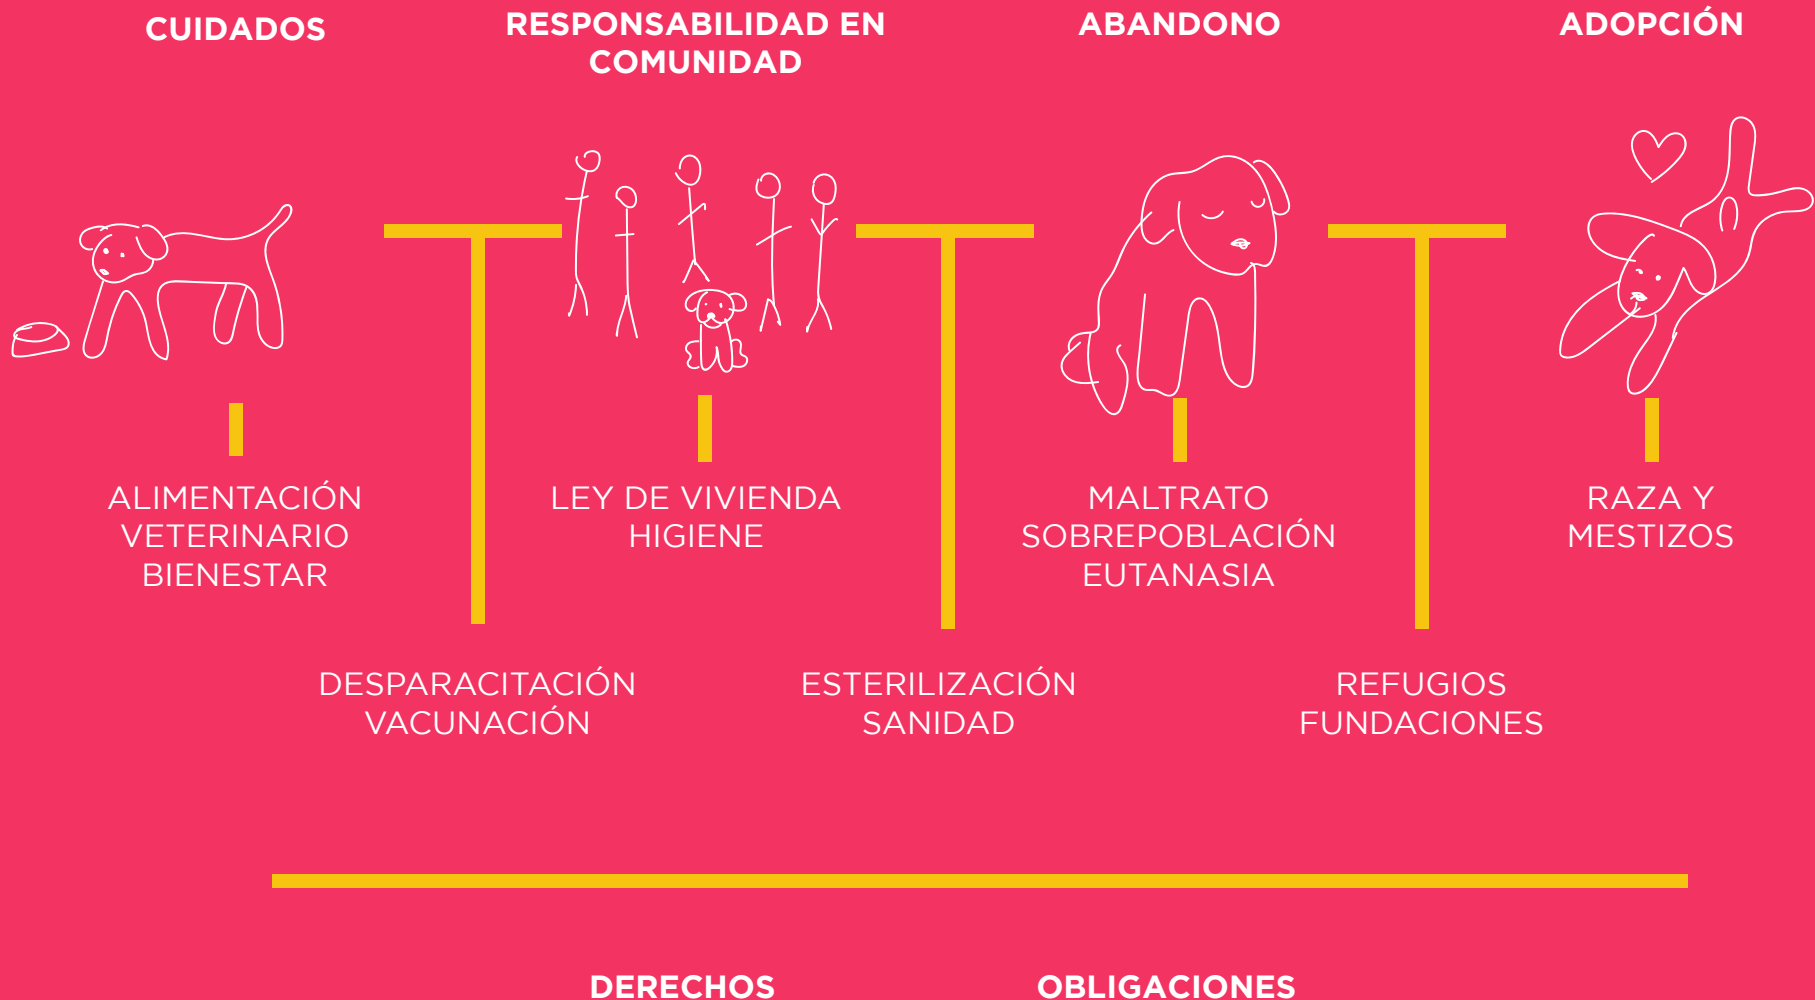 CUIDADOS
RESPONSABILIDAD EN
COMUNIDAD
ABANDONO
ADOPCIÓN
ALIMENTACIÓN
VETERINARIO
BIENESTAR
LEY DE VIVIENDA
HIGIENE
MALTRATO
SOBREPOBLACIÓN
EUTANASIA
RAZA Y
MESTIZOS
DESPARACITACIÓN
VACUNACIÓN
ESTERILIZACIÓN
SANIDAD
REFUGIOS
FUNDACIONES
DERECHOS
OBLIGACIONES